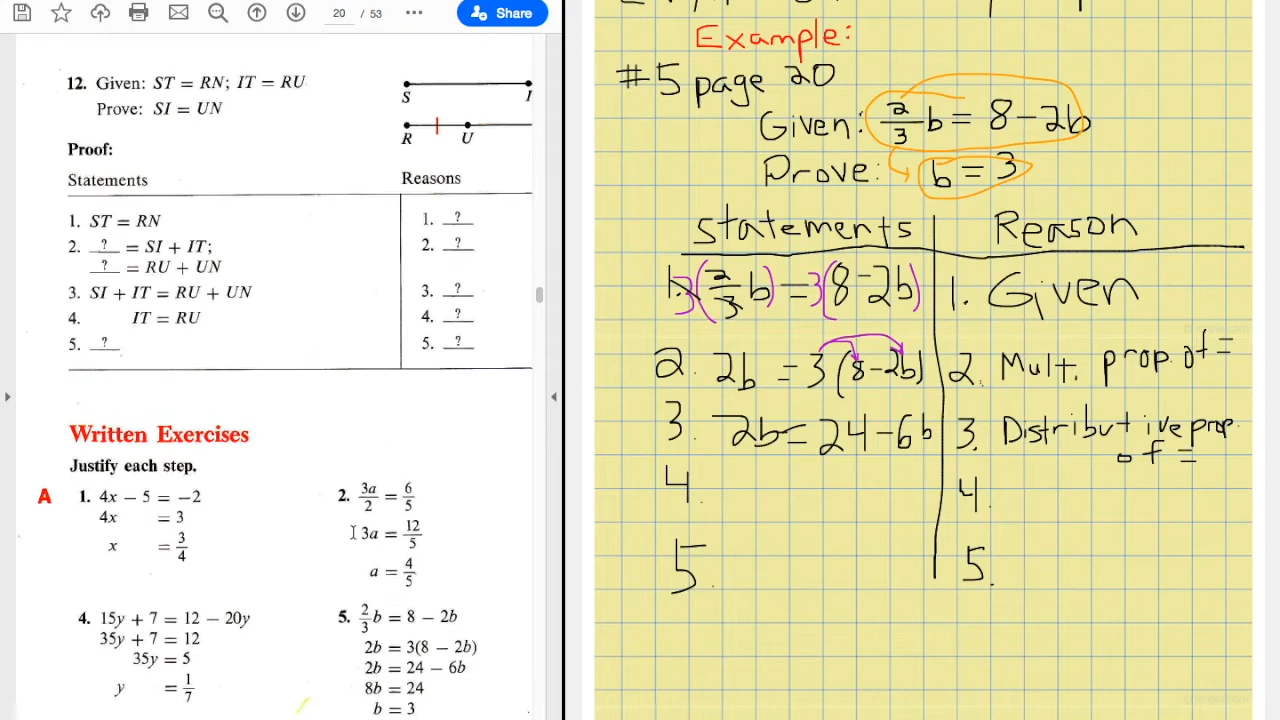 20 / 53
Share
12. Given: ST = RN; IT = RU
Prove: SI = UN
S I
R U
Proof:
Statements Reasons
1. ST = RN 1. ?
2. ? = SI + IT; 2. ?
? = RU + UN
3. SI + IT = RU + UN 3. ?
4. IT = RU 4. ?
5. ? 5. ?
Written Exercises
Justify each step.
A 1. 4x − 5 = −2
4x = 3
x = 3/4
2. 3a/2 = 6/5
3a = 12/5
a = 4/5
4. 15y + 7 = 12 − 20y
35y + 7 = 12
35y = 5
y = 1/7
5. 2/3 b = 8 − 2b
2b = 3(8 − 2b)
2b = 24 − 6b
8b = 24
b = 3
Example:
#5 page 20
Given: 2/3 b = 8 − 2b
Prove: b = 3
statements Reason
1. 3(2/3 b) = 3(8 − 2b) 1. Given
2. 2b = 3(8 − 2b) 2. Mult. prop. of =
3. 2b = 24 − 6b 3. Distributive prop.
of =
4. 4.
5. 5.